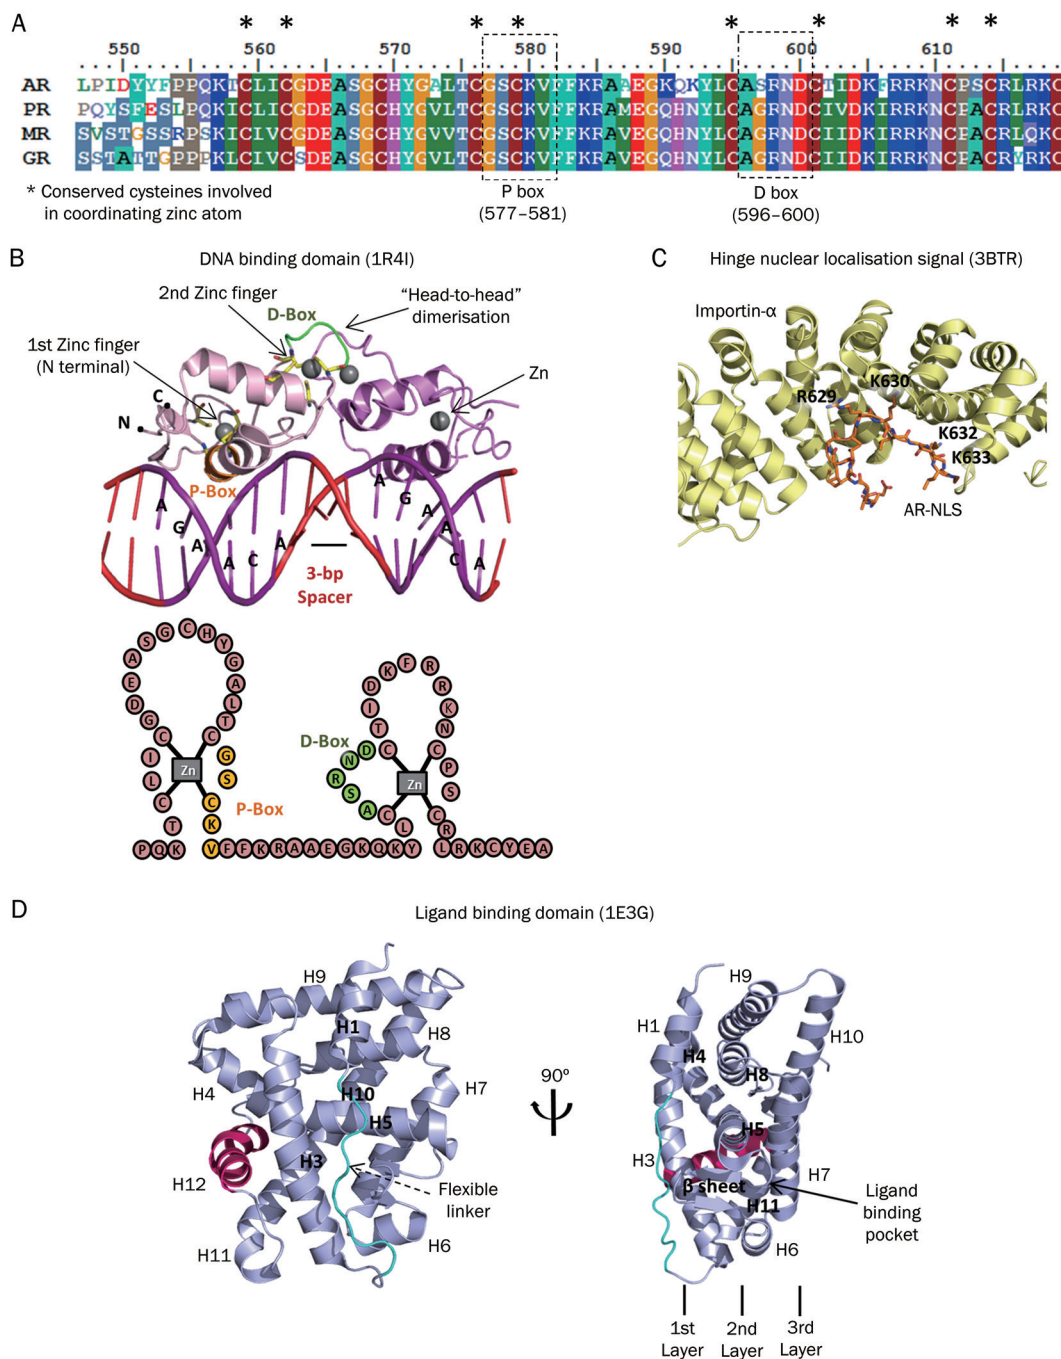 A
* * * * * * * *
550 560 570 580 590 600 610
AR LPIDYYFPPQKTCLICGDEASGCHYGALTCGSCKVFFKRAAEGKQKYLCASRNDCTIDKFRRKNCPSCRLRKC
PR PQYSFESLPQKICLICGDEASGCHYGVLTCGSCKVFFKRAMEGQHNYLCAGRNDCIVDKIRRKNCPACRLRKC
MR SVSTGSSRPSKICLVCGDEASGCHYGVVTCGSCKVFFKRAVEGQHNYLCAGRNDCIIDKIRRKNCPACRLQKC
GR SSTATTGPPPKLCIVCSDEASGCHYGVLTCGSCKVFFKRAVEGQHNYLCAGRNDCIIDKIRRKNCPACRYRKC
* Conserved cysteines involved
in coordinating zinc atom
P box
(577–581)
D box
(596–600)
B
DNA binding domain (1R4I)
2nd Zinc finger
D-Box
“Head-to-head”
dimerisation
1st Zinc finger
(N terminal)
Zn
C
N
P-Box
A G A A C A
A G A A C A
3-bp
Spacer
C
Hinge nuclear localisation signal (3BTR)
Importin-α
K630
R629
K632
K633
AR-NLS
P Q K T C L I C G D E A S G C H Y G A L T C G S C K V F F K R A A E G K Q K Y L C A S R N D C T I D K F R R K N C P S C R L R K C Y E A
Zn
P-Box
D-Box
Zn
D
Ligand binding domain (1E3G)
H9
H1
H8
H4
H10
H7
H5
H3
H12
Flexible
linker
H6
H11
90º
H9
H1
H10
H4
H8
H5
H3
H7
β sheet
H11
Ligand
binding
pocket
H6
1st
Layer
2nd
Layer
3rd
Layer